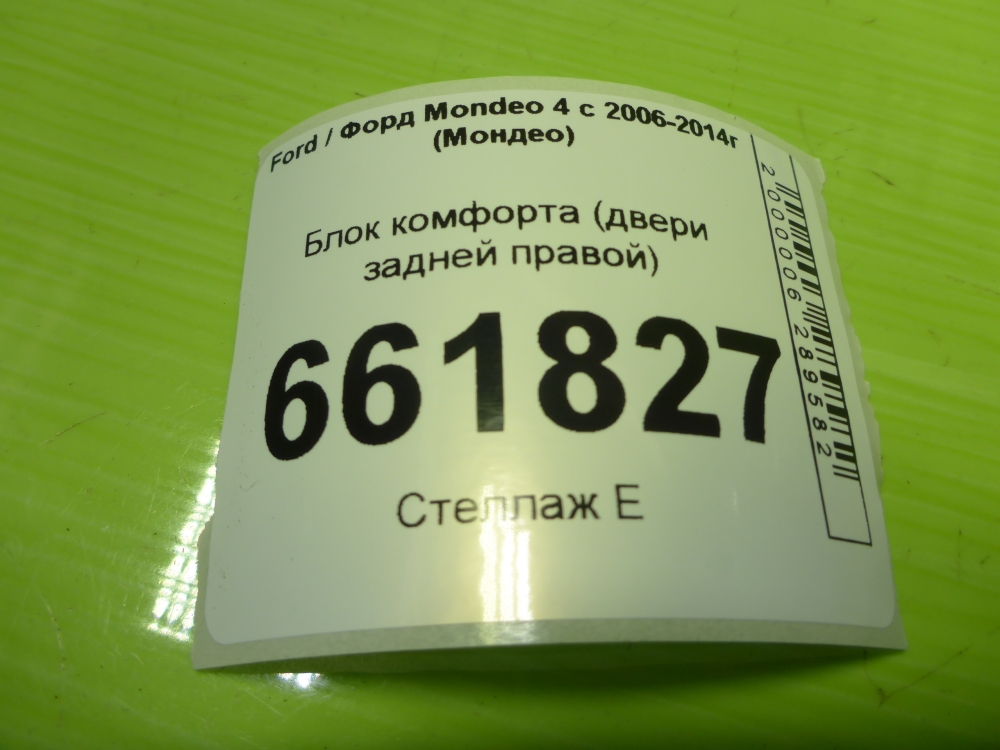 Ford / Форд Mondeo 4 с 2006-2014г
(Мондео)
Блок комфорта (двери
задней правой)
661827
Стеллаж Е
2000006289582